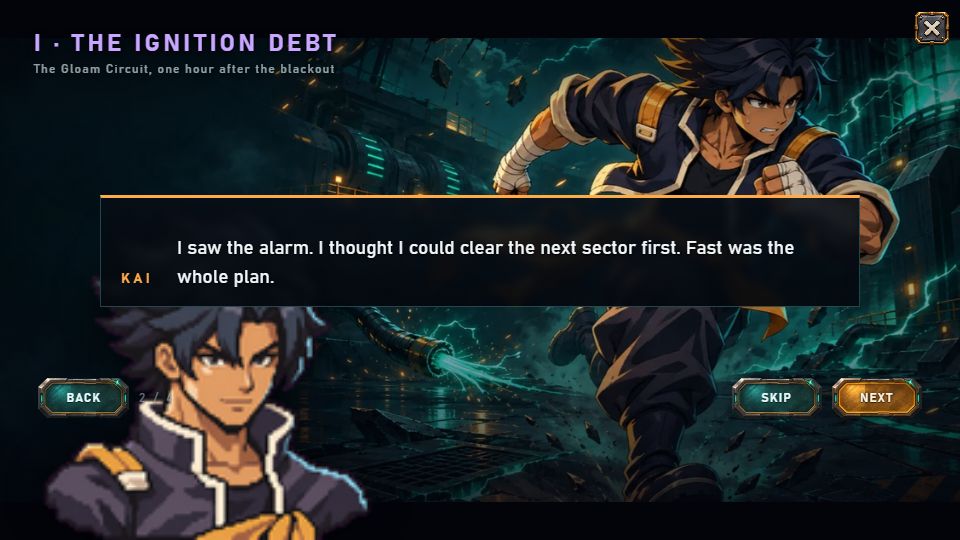 I · THE IGNITION DEBT
The Gloam Circuit, one hour after the blackout
I saw the alarm. I thought I could clear the next sector first. Fast was the
KAI whole plan.
BACK 2 /
SKIP
NEXT